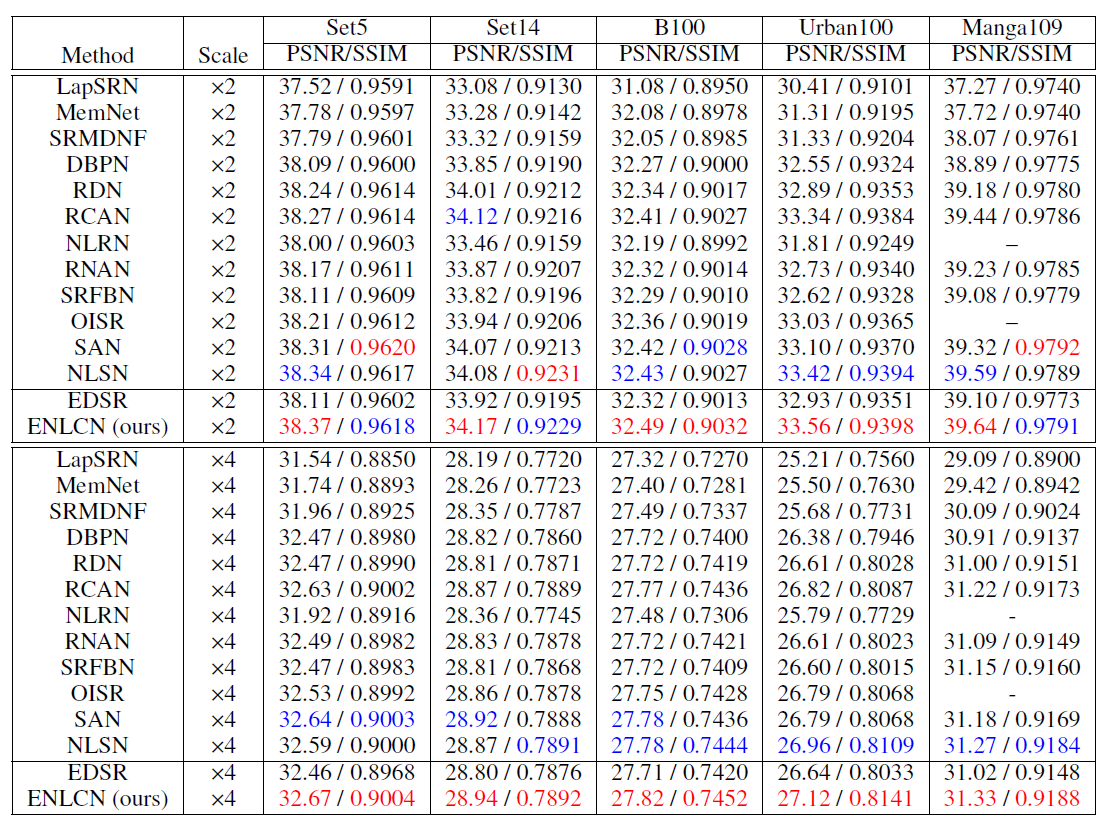 Set5 Set14 B100 Urban100 Manga109
Method Scale PSNR/SSIM PSNR/SSIM PSNR/SSIM PSNR/SSIM PSNR/SSIM
LapSRN ×2 37.52 / 0.9591 33.08 / 0.9130 31.08 / 0.8950 30.41 / 0.9101 37.27 / 0.9740
MemNet ×2 37.78 / 0.9597 33.28 / 0.9142 32.08 / 0.8978 31.31 / 0.9195 37.72 / 0.9740
SRMDNF ×2 37.79 / 0.9601 33.32 / 0.9159 32.05 / 0.8985 31.33 / 0.9204 38.07 / 0.9761
DBPN ×2 38.09 / 0.9600 33.85 / 0.9190 32.27 / 0.9000 32.55 / 0.9324 38.89 / 0.9775
RDN ×2 38.24 / 0.9614 34.01 / 0.9212 32.34 / 0.9017 32.89 / 0.9353 39.18 / 0.9780
RCAN ×2 38.27 / 0.9614 34.12 / 0.9216 32.41 / 0.9027 33.34 / 0.9384 39.44 / 0.9786
NLRN ×2 38.00 / 0.9603 33.46 / 0.9159 32.19 / 0.8992 31.81 / 0.9249 –
RNAN ×2 38.17 / 0.9611 33.87 / 0.9207 32.32 / 0.9014 32.73 / 0.9340 39.23 / 0.9785
SRFBN ×2 38.11 / 0.9609 33.82 / 0.9196 32.29 / 0.9010 32.62 / 0.9328 39.08 / 0.9779
OISR ×2 38.21 / 0.9612 33.94 / 0.9206 32.36 / 0.9019 33.03 / 0.9365 –
SAN ×2 38.31 / 0.9620 34.07 / 0.9213 32.42 / 0.9028 33.10 / 0.9370 39.32 / 0.9792
NLSN ×2 38.34 / 0.9617 34.08 / 0.9231 32.43 / 0.9027 33.42 / 0.9394 39.59 / 0.9789
EDSR ×2 38.11 / 0.9602 33.92 / 0.9195 32.32 / 0.9013 32.93 / 0.9351 39.10 / 0.9773
ENLCN (ours) ×2 38.37 / 0.9618 34.17 / 0.9229 32.49 / 0.9032 33.56 / 0.9398 39.64 / 0.9791
LapSRN ×4 31.54 / 0.8850 28.19 / 0.7720 27.32 / 0.7270 25.21 / 0.7560 29.09 / 0.8900
MemNet ×4 31.74 / 0.8893 28.26 / 0.7723 27.40 / 0.7281 25.50 / 0.7630 29.42 / 0.8942
SRMDNF ×4 31.96 / 0.8925 28.35 / 0.7787 27.49 / 0.7337 25.68 / 0.7731 30.09 / 0.9024
DBPN ×4 32.47 / 0.8980 28.82 / 0.7860 27.72 / 0.7400 26.38 / 0.7946 30.91 / 0.9137
RDN ×4 32.47 / 0.8990 28.81 / 0.7871 27.72 / 0.7419 26.61 / 0.8028 31.00 / 0.9151
RCAN ×4 32.63 / 0.9002 28.87 / 0.7889 27.77 / 0.7436 26.82 / 0.8087 31.22 / 0.9173
NLRN ×4 31.92 / 0.8916 28.36 / 0.7745 27.48 / 0.7306 25.79 / 0.7729 -
RNAN ×4 32.49 / 0.8982 28.83 / 0.7878 27.72 / 0.7421 26.61 / 0.8023 31.09 / 0.9149
SRFBN ×4 32.47 / 0.8983 28.81 / 0.7868 27.72 / 0.7409 26.60 / 0.8015 31.15 / 0.9160
OISR ×4 32.53 / 0.8992 28.86 / 0.7878 27.75 / 0.7428 26.79 / 0.8068 -
SAN ×4 32.64 / 0.9003 28.92 / 0.7888 27.78 / 0.7436 26.79 / 0.8068 31.18 / 0.9169
NLSN ×4 32.59 / 0.9000 28.87 / 0.7891 27.78 / 0.7444 26.96 / 0.8109 31.27 / 0.9184
EDSR ×4 32.46 / 0.8968 28.80 / 0.7876 27.71 / 0.7420 26.64 / 0.8033 31.02 / 0.9148
ENLCN (ours) ×4 32.67 / 0.9004 28.94 / 0.7892 27.82 / 0.7452 27.12 / 0.8141 31.33 / 0.9188